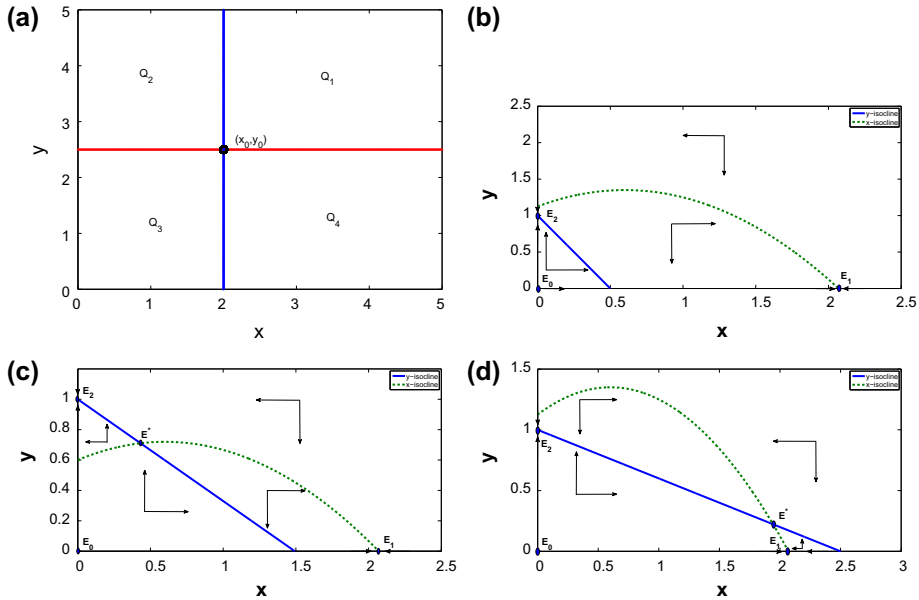 (a)
5
4
3
2
1
0
y
Q2
Q1
(x0,y0)
Q3
Q4
0 1 2 3 4 5
x
(b)
2.5
2
1.5
1
0.5
0
y
y−isocline
x−isocline
E2
E0
E1
0 0.5 1 1.5 2 2.5
x
(c)
1
0.8
0.6
0.4
0.2
0
y
y−isocline
x−isocline
E2
E*
E0
E1
0 0.5 1 1.5 2 2.5
x
(d)
1.5
1
0.5
0
y
y−isocline
x−isocline
E2
E*
E0
E1
0 0.5 1 1.5 2 2.5 3
x